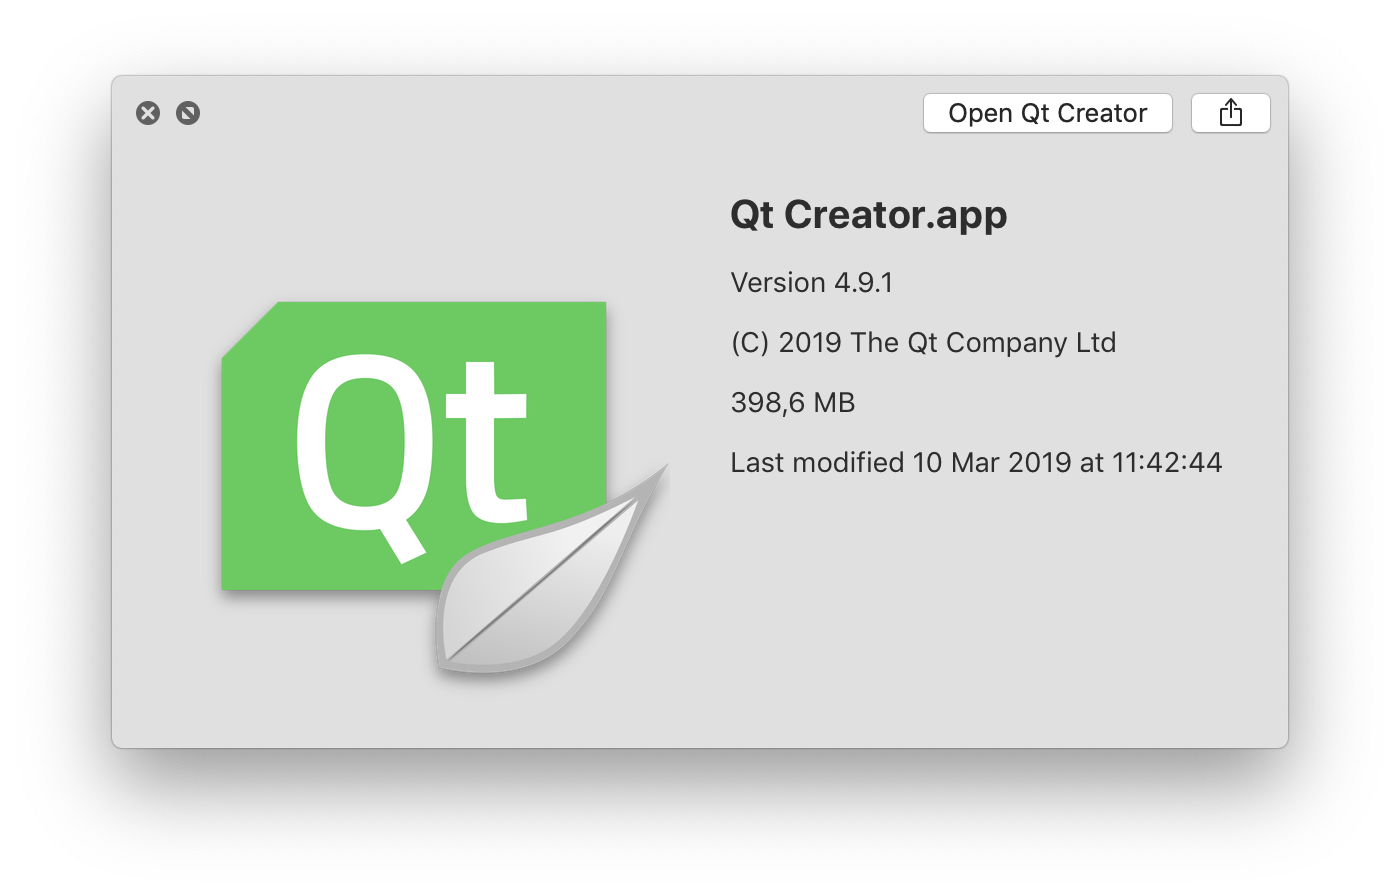 Open Qt Creator
Qt Creator.app
Version 4.9.1
(C) 2019 The Qt Company Ltd
398,6 MB
Last modified 10 Mar 2019 at 11:42:44
Qt